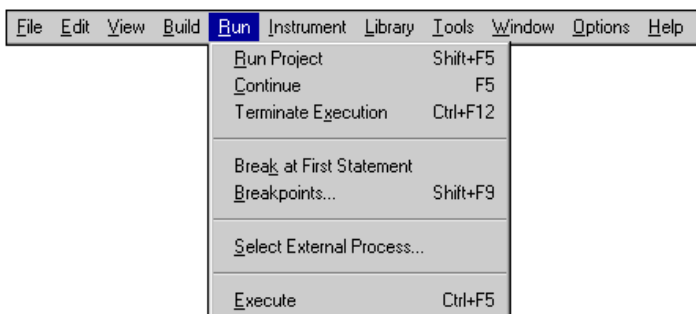 File Edit View Build Run Instrument Library Tools Window Options Help
Run Project Shift+F5
Continue F5
Terminate Execution Ctrl+F12
Break at First Statement
Breakpoints... Shift+F9
Select External Process...
Execute Ctrl+F5